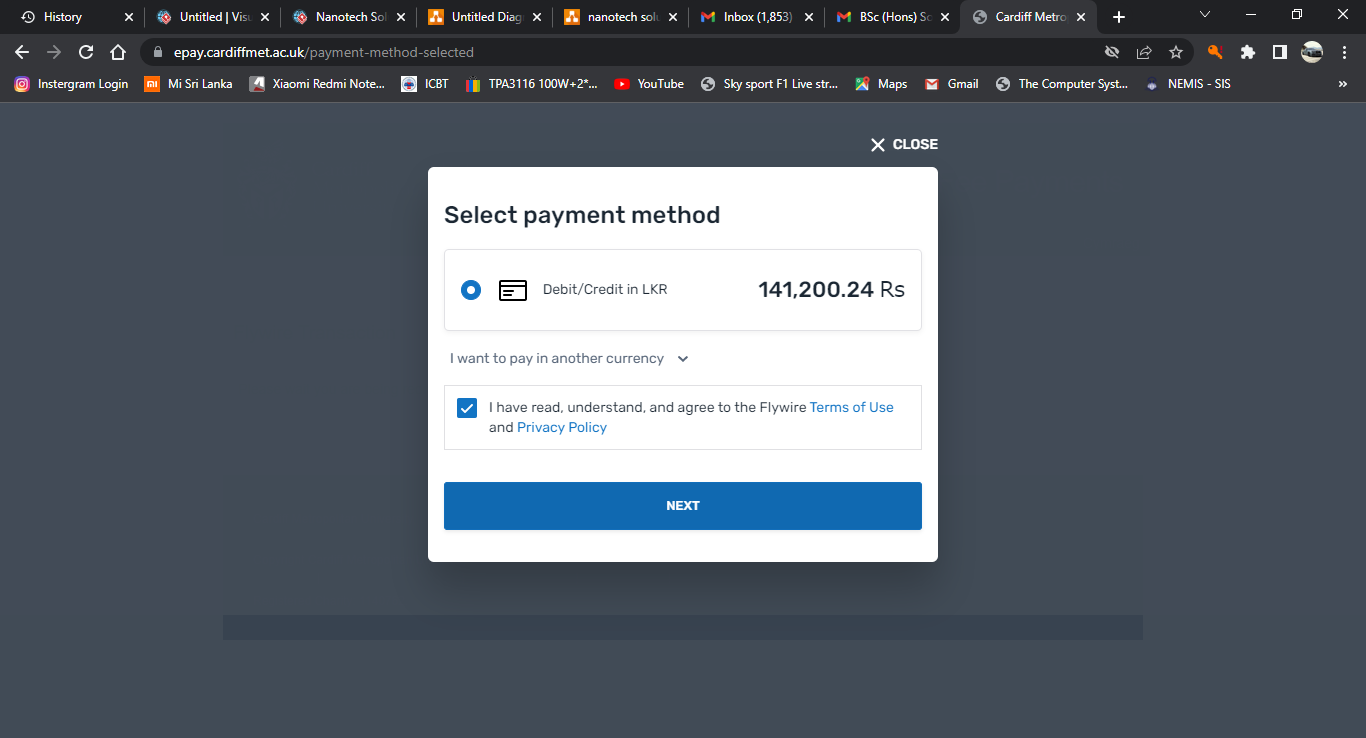 History
Untitled | Visu
Nanotech Sol
Untitled Diag
nanotech solu
Inbox (1,853)
BSc (Hons) So
Cardiff Metro
epay.cardiffmet.ac.uk/payment-method-selected
Instergram Login
Mi Sri Lanka
Xiaomi Redmi Note...
ICBT
TPA3116 100W+2*...
YouTube
Sky sport F1 Live str...
Maps
Gmail
The Computer Syst...
NEMIS - SIS
»
CLOSE
Select payment method
Debit/Credit in LKR
141,200.24 Rs
I want to pay in another currency
I have read, understand, and agree to the Flywire Terms of Use
and Privacy Policy
NEXT